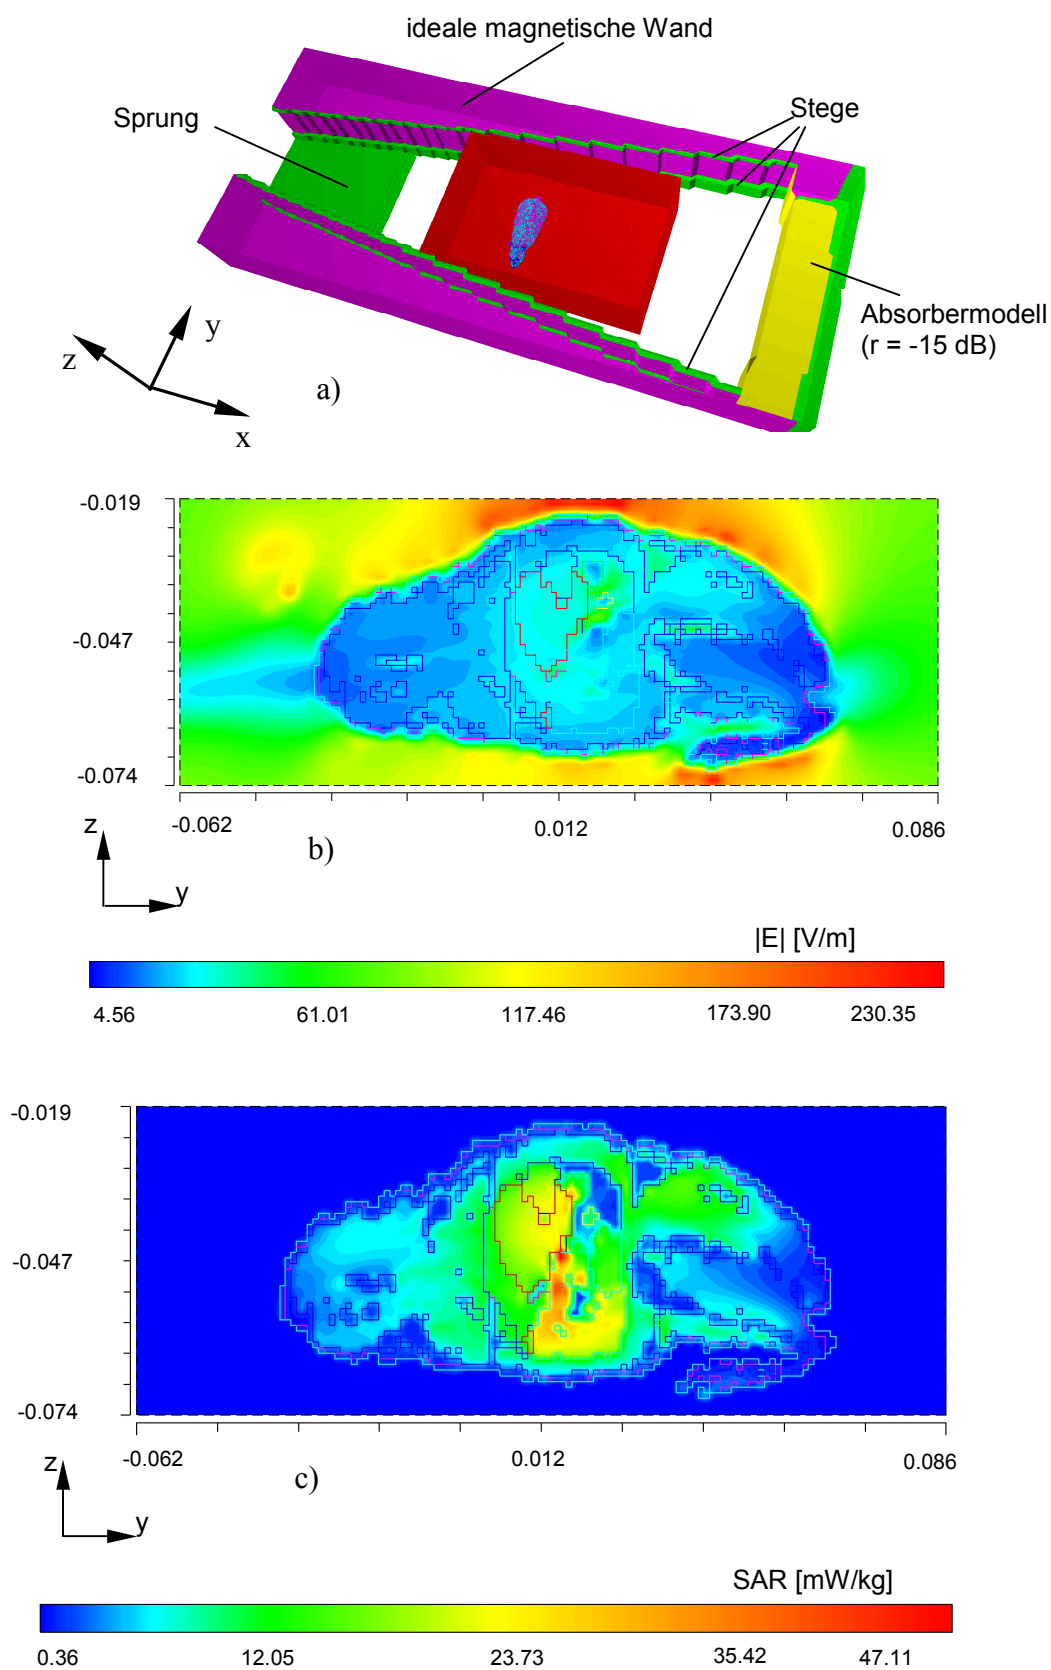 ideale magnetische Wand
Stege
Sprung
Absorbermodell
(r = -15 dB)
y
z
x
a)
-0.019
-0.047
-0.074
-0.062 0.012 0.086
z
b)
y
|E| [V/m]
4.56 61.01 117.46 173.90 230.35
-0.019
-0.047
-0.074
-0.062 0.012 0.086
z
c)
y
SAR [mW/kg]
0.36 12.05 23.73 35.42 47.11